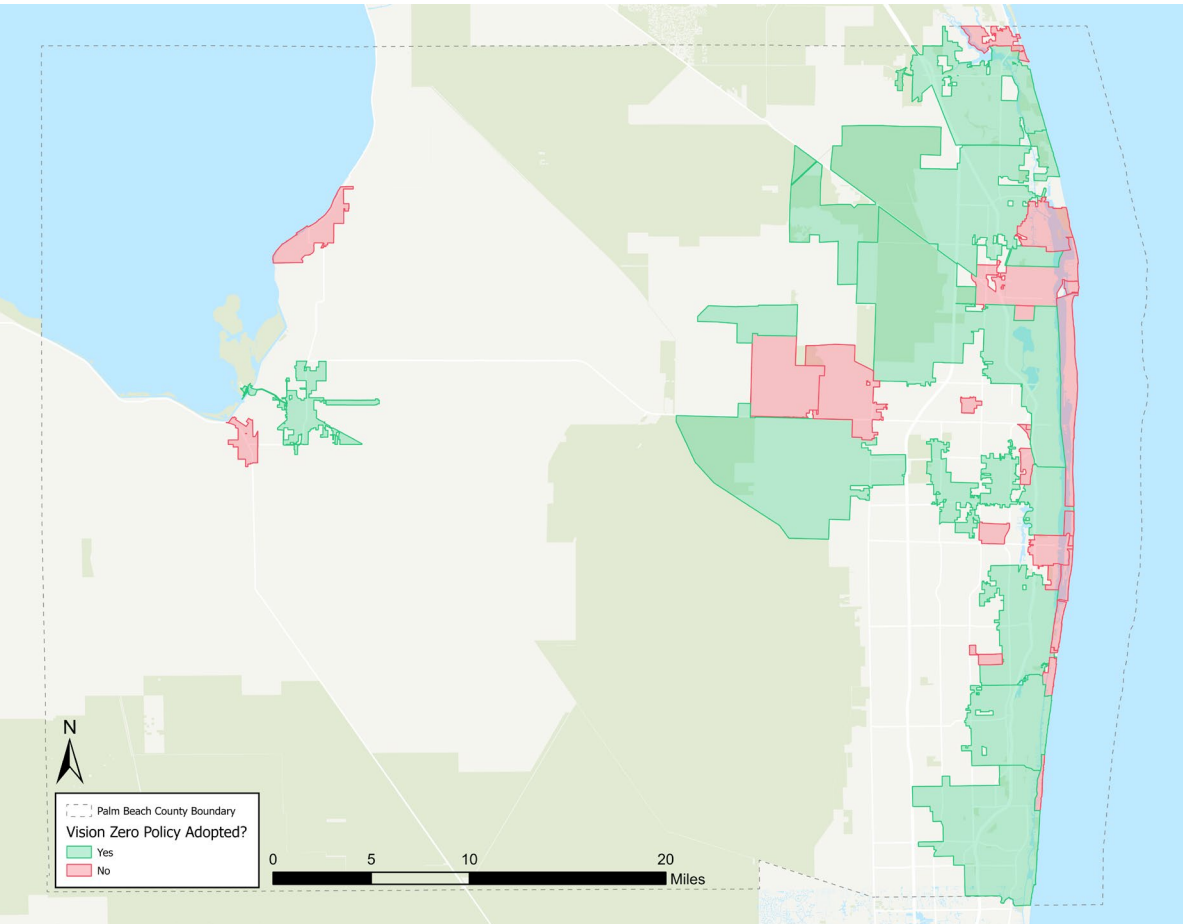 N
Palm Beach County Boundary
Vision Zero Policy Adopted?
Yes
No
0 5 10 20
Miles